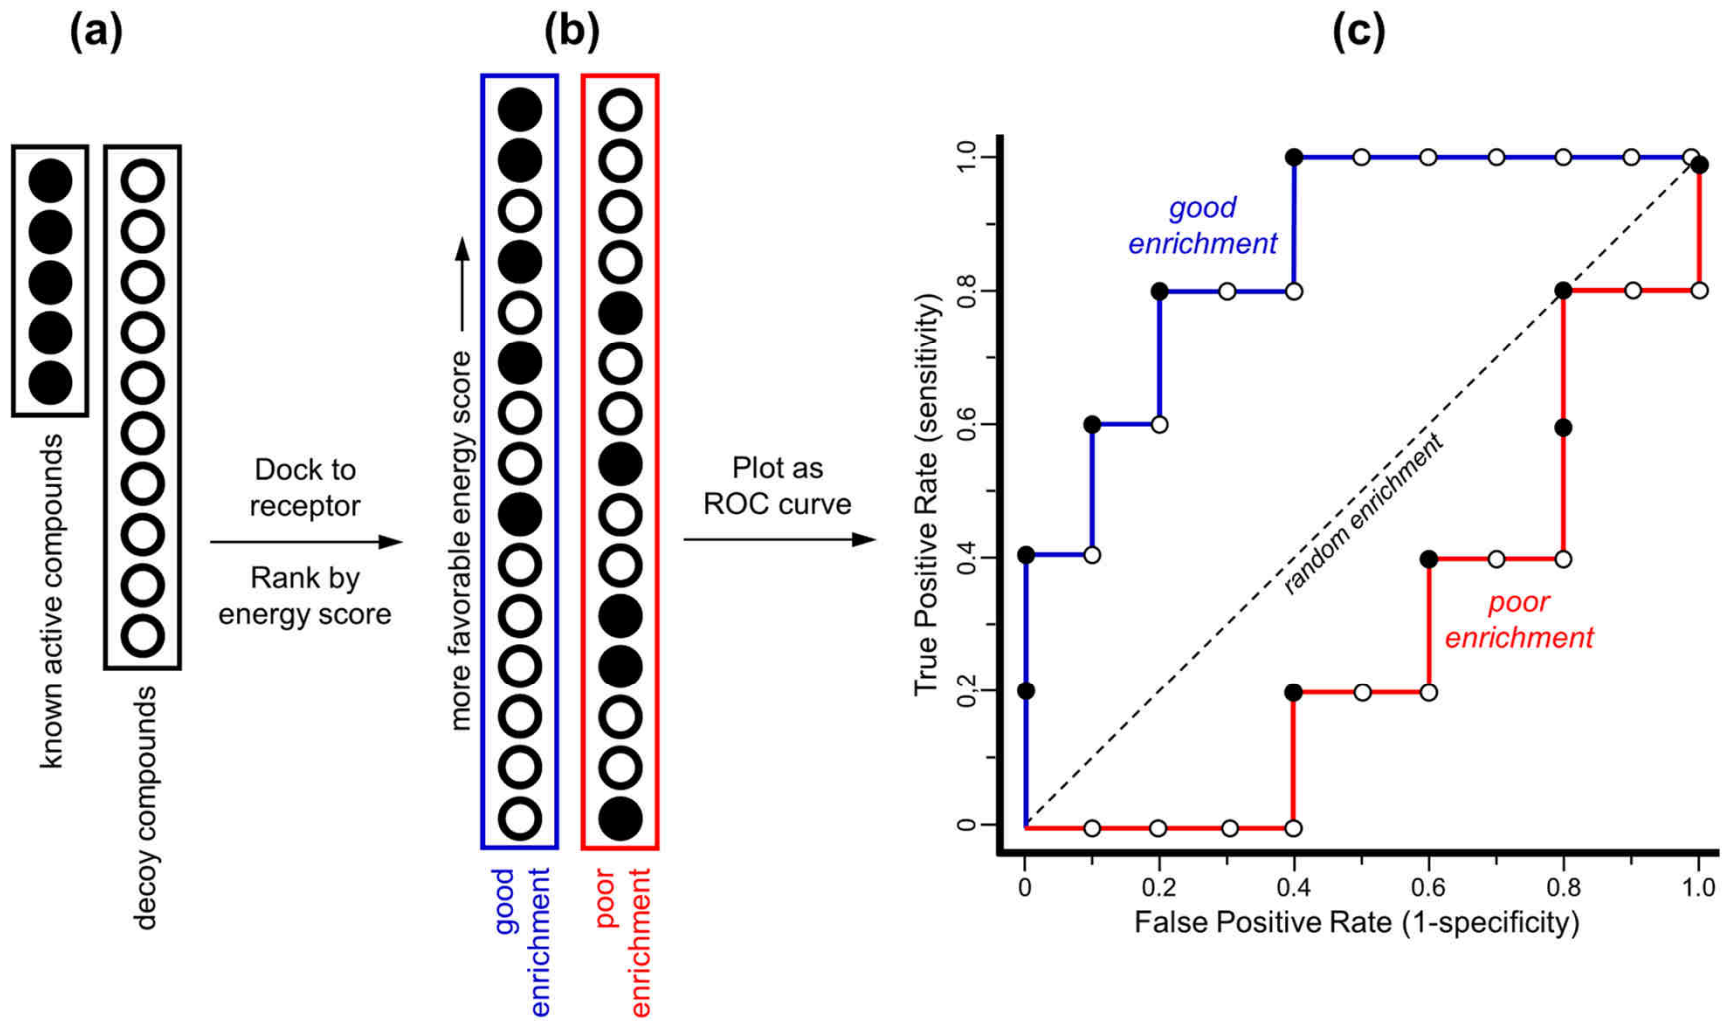 (a)
(b)
(c)
known active compounds
decoy compounds
Dock to
receptor
Rank by
energy score
more favorable energy score
good
enrichment
poor
enrichment
Plot as
ROC curve
True Positive Rate (sensitivity)
1.0
0.8
0.6
0.4
0.2
0
good
enrichment
random enrichment
poor
enrichment
0
0.2
0.4
0.6
0.8
1.0
False Positive Rate (1-specificity)